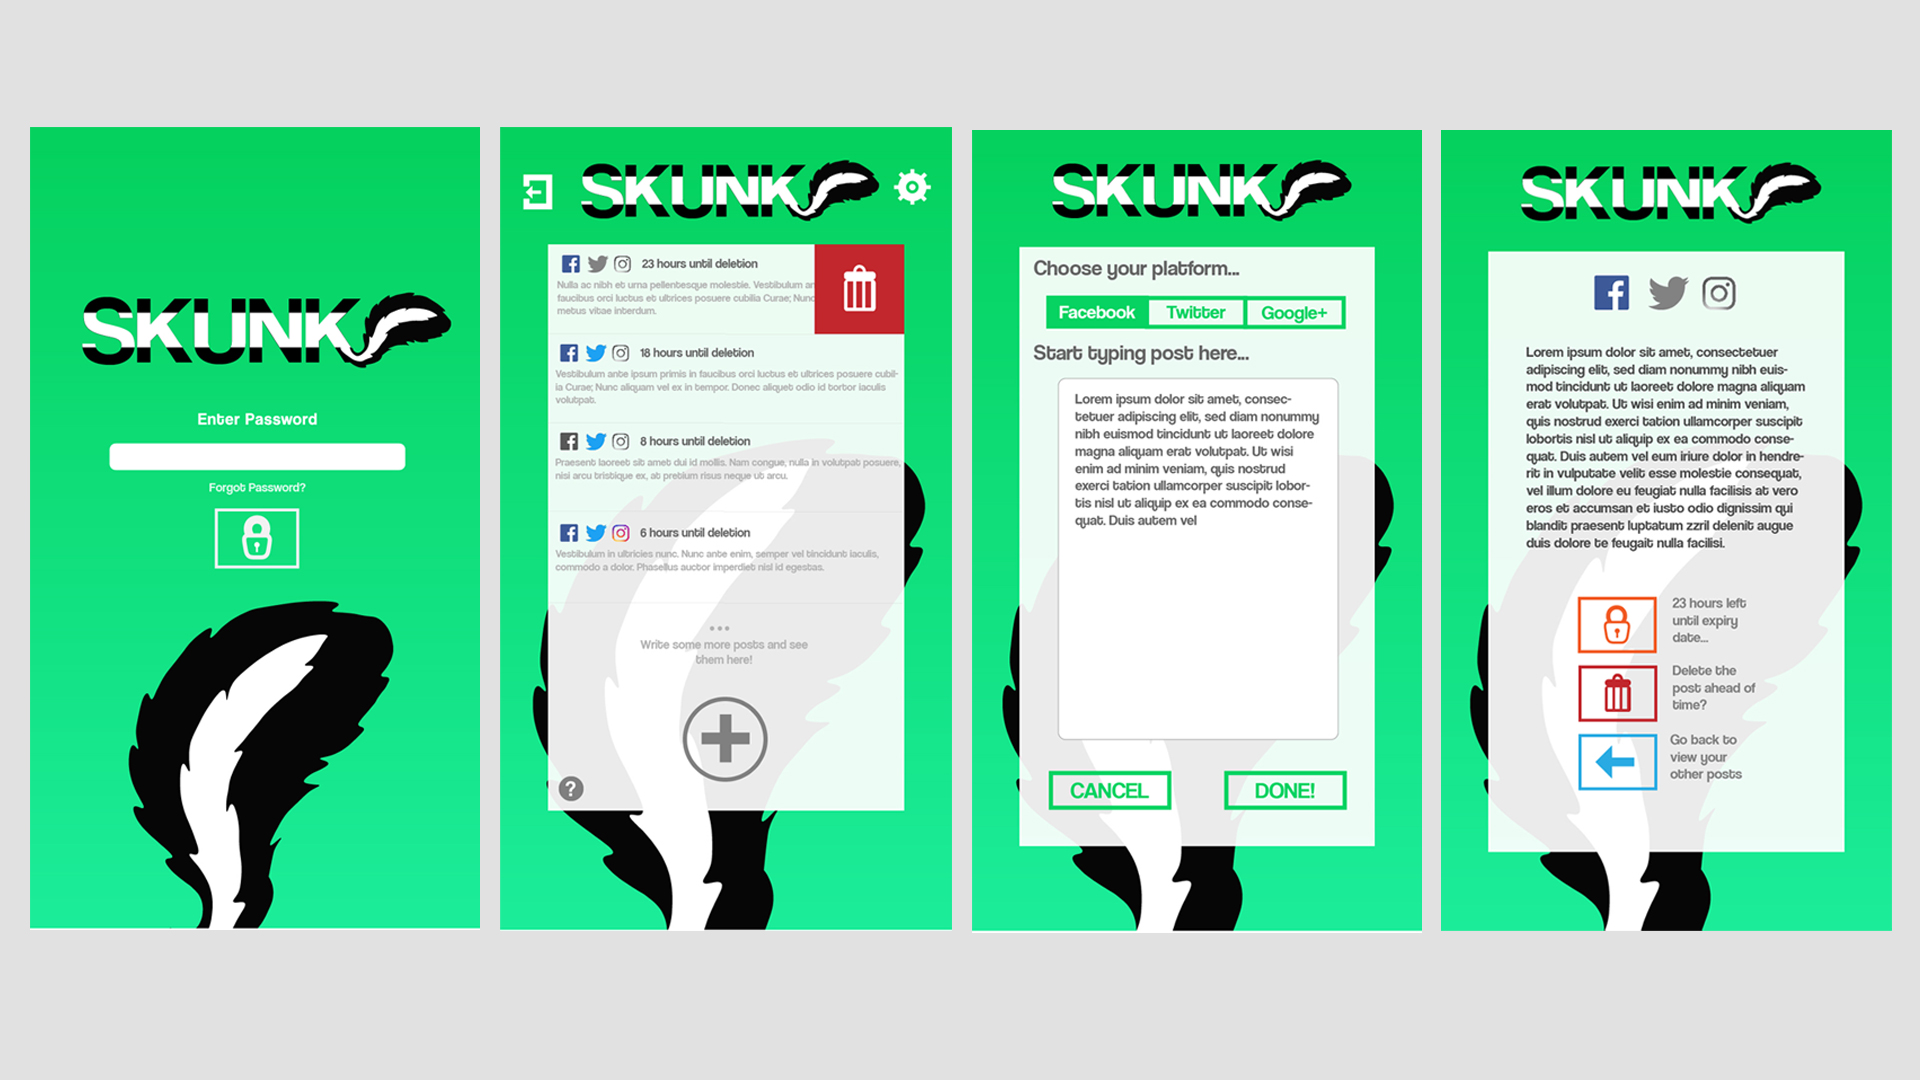 SKUNK
Enter Password
Forgot Password?
SKUNK
23 hours until deletion
Nulla ac nibh et urna pellentesque molestie. Vestibulum an
faucibus orci luctus et ultrices posuere cubilia Curae; Nunc
metus vitae interdum.
18 hours until deletion
Vestibulum ante ipsum primis in faucibus orci luctus et ultrices posuere cubil-
ia Curae; Nunc aliquam vel ex in tempor. Donec aliquet odio id tortor iaculis
volutpat.
8 hours until deletion
Praesent laoreet sit amet dui id mollis. Nam congue, nulla in volutpat posuere,
nisi arcu tristique ex, at pretium risus neque ut arcu.
6 hours until deletion
Vestibulum in ultricies nunc. Nunc ante enim, semper vel tincidunt iaculis,
commodo a dolor. Phasellus auctor imperdiet nisl id egestas.
Write some more posts and see
them here!
?
SKUNK
Choose your platform...
Facebook Twitter Google+
Start typing post here...
Lorem ipsum dolor sit amet, consec-
tetuer adipiscing elit, sed diam nonummy
nibh euismod tincidunt ut laoreet dolore
magna aliquam erat volutpat. Ut wisi
enim ad minim veniam, quis nostrud
exerci tation ullamcorper suscipit lobor-
tis nisl ut aliquip ex ea commodo conse-
quat. Duis autem vel
CANCEL DONE!
SKUNK
Lorem ipsum dolor sit amet, consectetuer
adipiscing elit, sed diam nonummy nibh euis-
mod tincidunt ut laoreet dolore magna aliquam
erat volutpat. Ut wisi enim ad minim veniam,
quis nostrud exerci tation ullamcorper suscipit
lobortis nisl ut aliquip ex ea commodo conse-
quat. Duis autem vel eum iriure dolor in hendre-
rit in vulputate velit esse molestie consequat,
vel illum dolore eu feugiat nulla facilisis at vero
eros et accumsan et iusto odio dignissim qui
blandit praesent luptatum zzril delenit augue
duis dolore te feugait nulla facilisi.
23 hours left
until expiry
date...
Delete the
post ahead of
time?
Go back to
view your
other posts